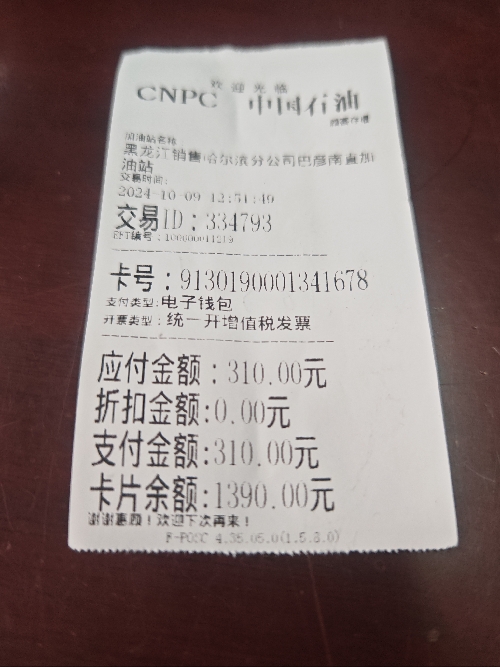 欢迎光临
CNPC 中国石油
加油站名称
黑龙江销售哈尔滨分公司巴彦南直加
油站
交易时间:
2024-10-09 12:51:49
交易ID:334793
卡号:9130190001341678
支付类型:电子钱包
开票类型:统一开增值税发票
应付金额:310.00元
折扣金额:0.00元
支付金额:310.00元
卡片余额:1390.00元
谢谢惠顾!欢迎下次再来!